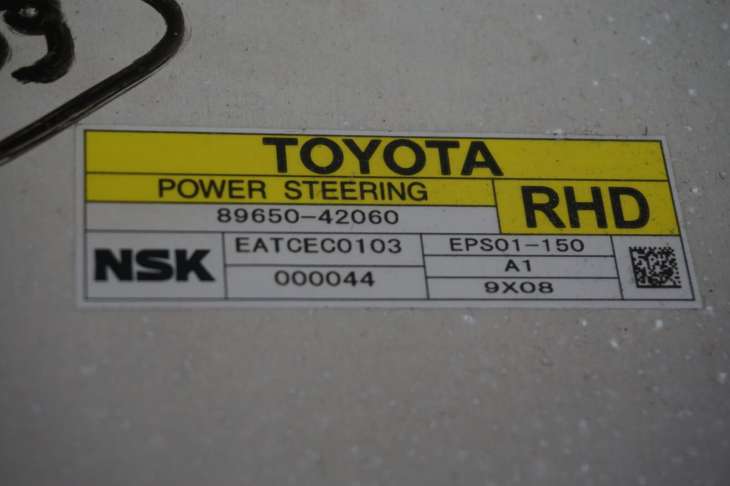 TOYOTA
POWER STEERING
RHD
89650-42060
NSK
EATCEC0103
EPS01-150
A1
000044
9X08